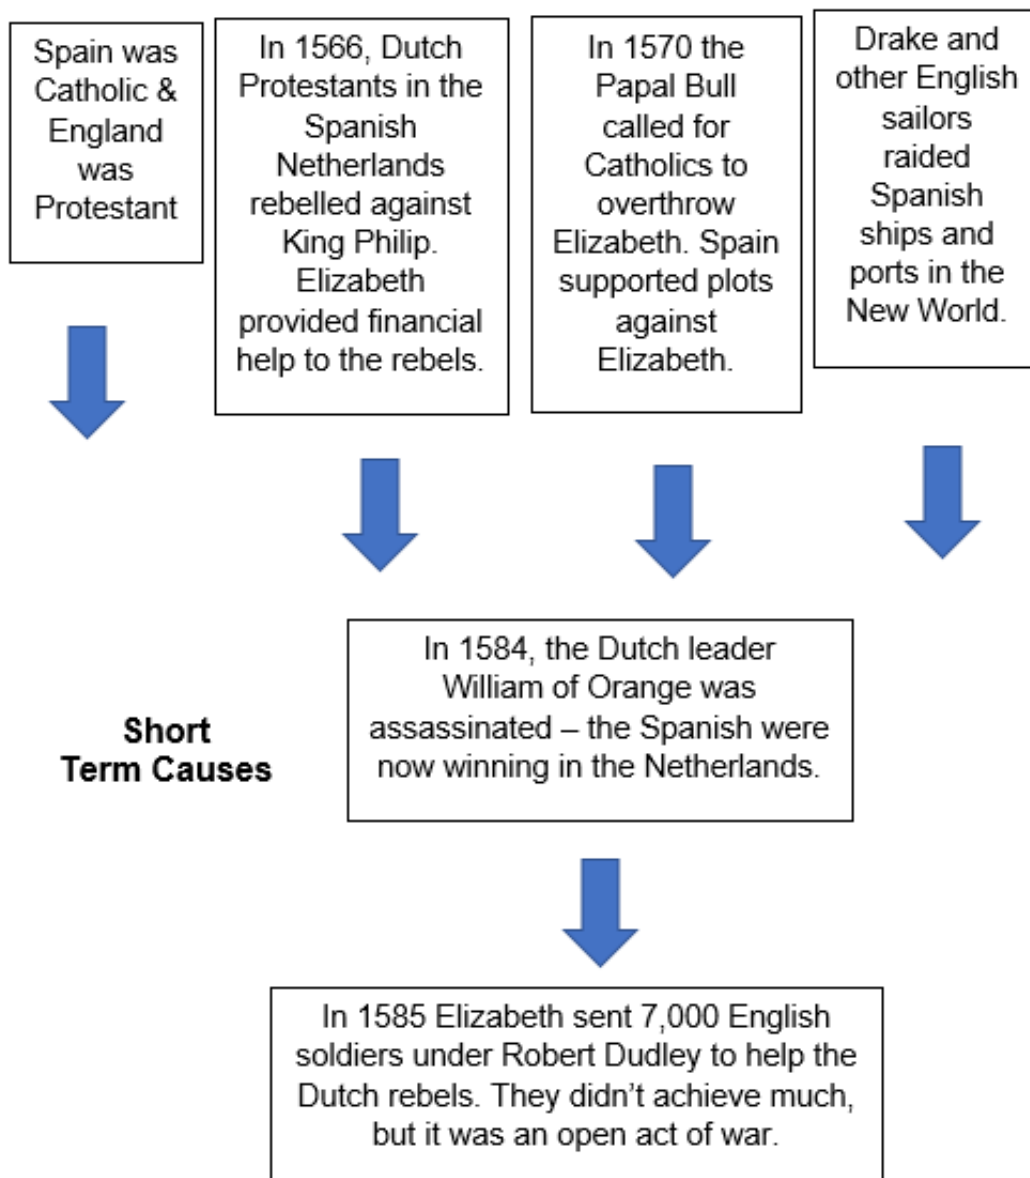 Spain was
Catholic &
England
was
Protestant
In 1566, Dutch
Protestants in the
Spanish
Netherlands
rebelled against
King Philip.
Elizabeth
provided financial
help to the rebels.
In 1570 the
Papal Bull
called for
Catholics to
overthrow
Elizabeth. Spain
supported plots
against
Elizabeth.
Drake and
other English
sailors
raided
Spanish
ships and
ports in the
New World.
Short
Term Causes
In 1584, the Dutch leader
William of Orange was
assassinated – the Spanish were
now winning in the Netherlands.
In 1585 Elizabeth sent 7,000 English
soldiers under Robert Dudley to help the
Dutch rebels. They didn’t achieve much,
but it was an open act of war.